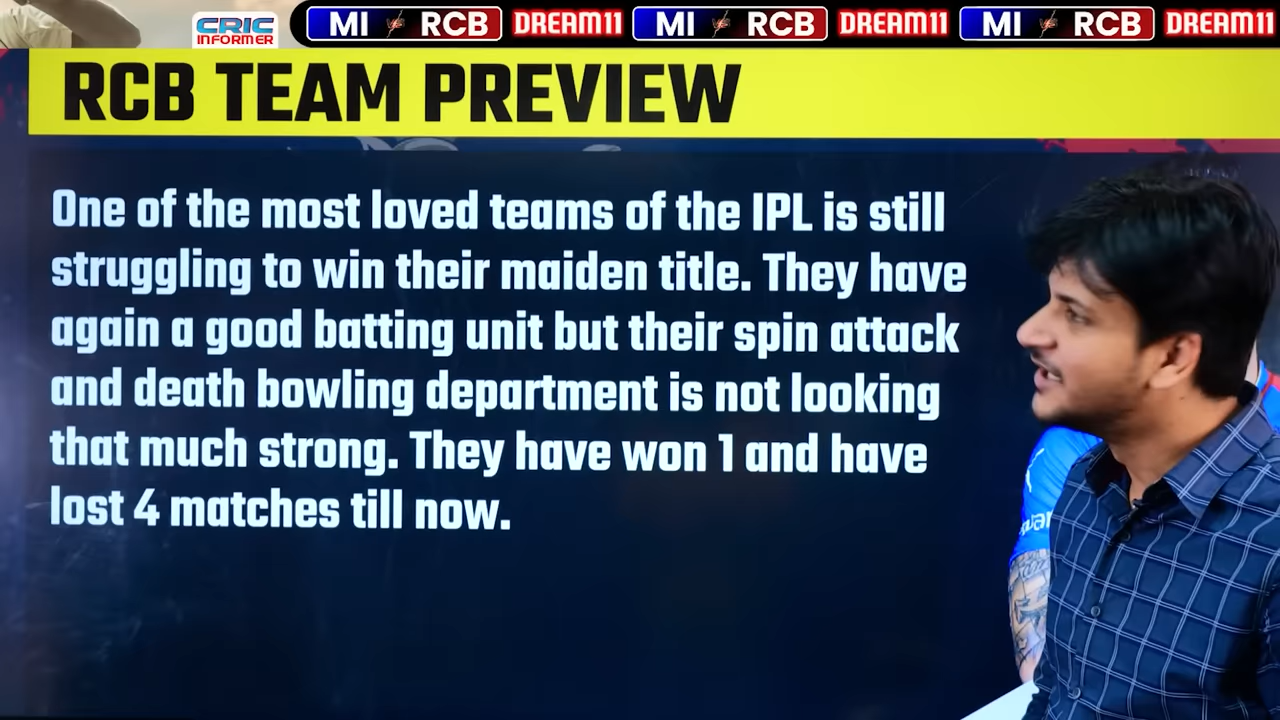 CRIC
INFORMER
MI VS RCB DREAM11 MI VS RCB DREAM11 MI VS RCB DREAM11
RCB TEAM PREVIEW
One of the most loved teams of the IPL is still
struggling to win their maiden title. They have
again a good batting unit but their spin attack
and death bowling department is not looking
that much strong. They have won 1 and have
lost 4 matches till now.